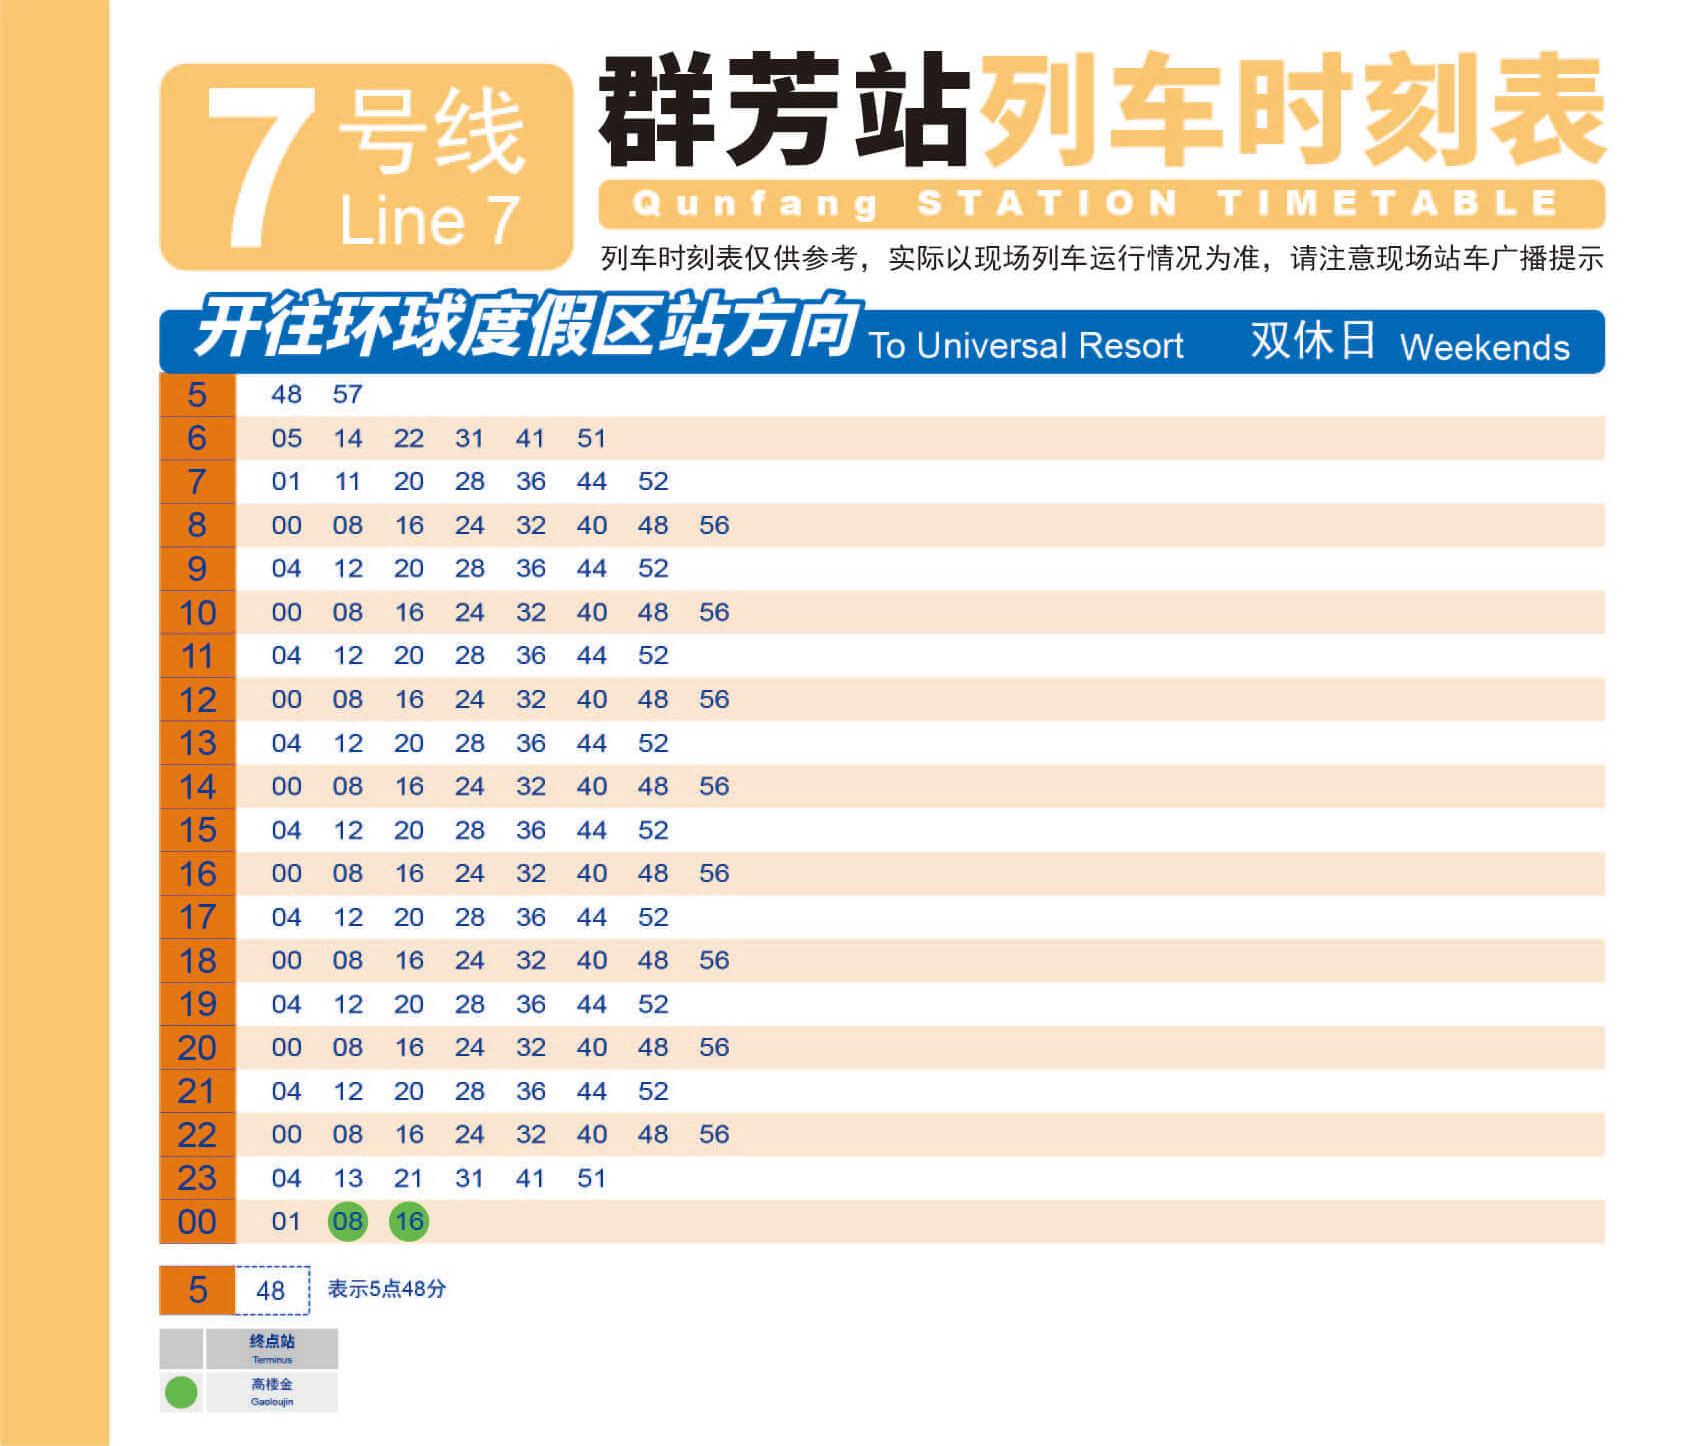 7号线
Line 7
群芳站列车时刻表
Qunfang STATION TIMETABLE
列车时刻表仅供参考，实际以现场列车运行情况为准，请注意现场站车广播提示
开往环球度假区站方向 To Universal Resort 双休日 Weekends
5 48 57
6 05 14 22 31 41 51
7 01 11 20 28 36 44 52
8 00 08 16 24 32 40 48 56
9 04 12 20 28 36 44 52
10 00 08 16 24 32 40 48 56
11 04 12 20 28 36 44 52
12 00 08 16 24 32 40 48 56
13 04 12 20 28 36 44 52
14 00 08 16 24 32 40 48 56
15 04 12 20 28 36 44 52
16 00 08 16 24 32 40 48 56
17 04 12 20 28 36 44 52
18 00 08 16 24 32 40 48 56
19 04 12 20 28 36 44 52
20 00 08 16 24 32 40 48 56
21 04 12 20 28 36 44 52
22 00 08 16 24 32 40 48 56
23 04 13 21 31 41 51
00 01 08 16
5 48 表示5点48分
终点站
Terminus
高楼金
Gaoloujin